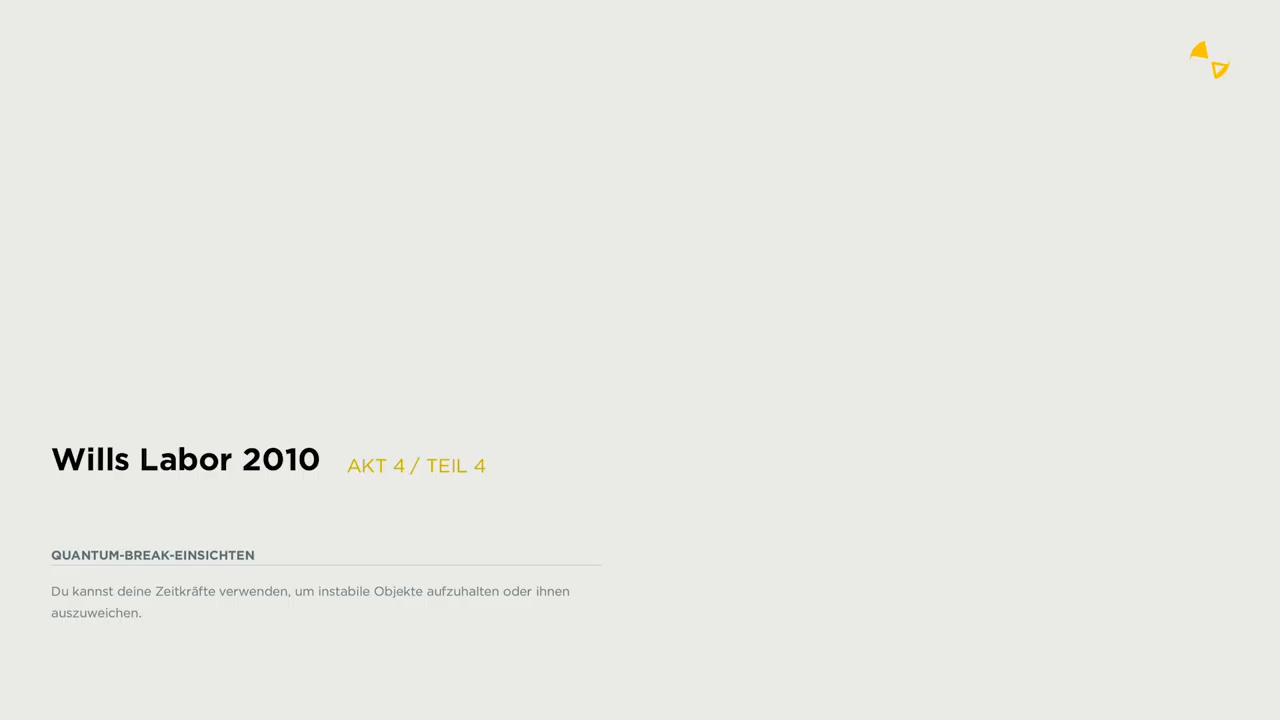 Wills Labor 2010 AKT 4 / TEIL 4
QUANTUM-BREAK-EINSICHTEN
Du kannst deine Zeitkräfte verwenden, um instabile Objekte aufzuhalten oder ihnen
auszuweichen.